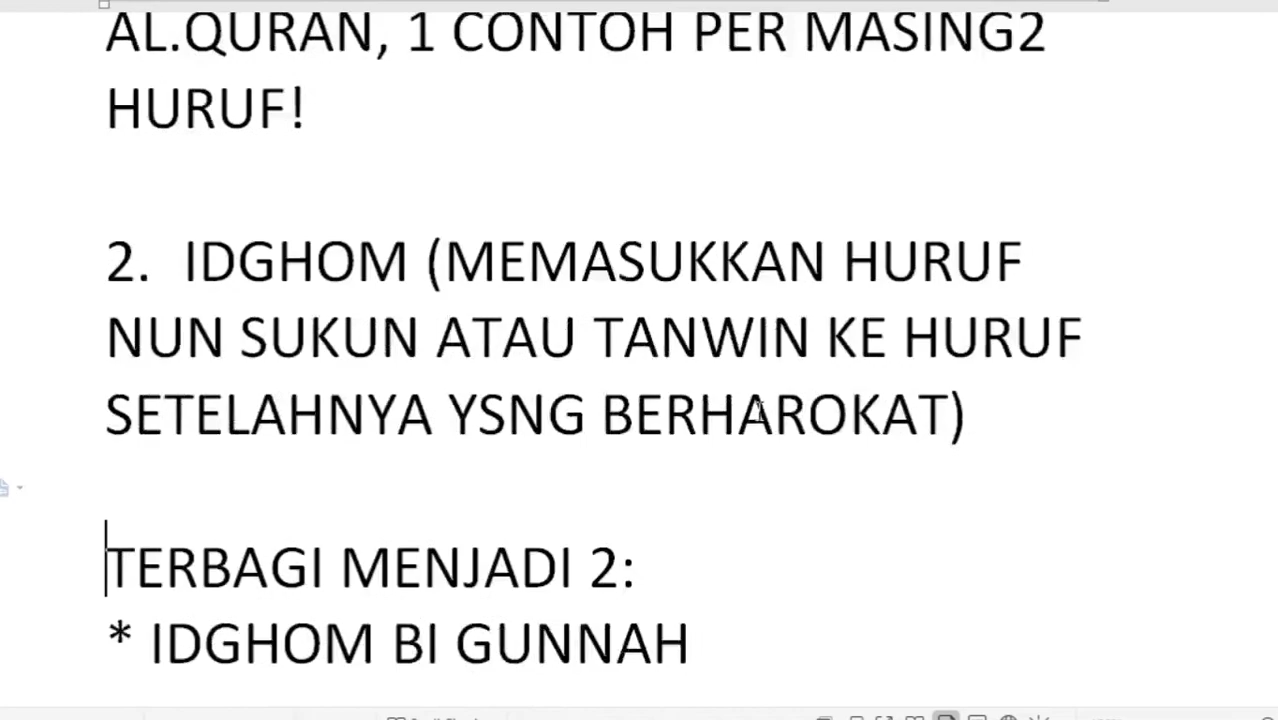 AL.QURAN, 1 CONTOH PER MASING2
HURUF!
2. IDGHOM (MEMASUKKAN HURUF
NUN SUKUN ATAU TANWIN KE HURUF
SETELAHNYA YSNG BERHAROKAT)
TERBAGI MENJADI 2:
* IDGHOM BI GUNNAH